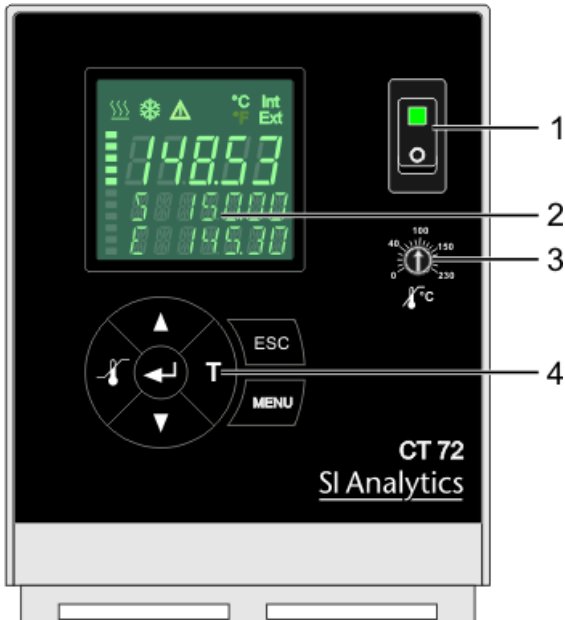 °C Int
°F Ext
148.53
S 150.00
E 145.30
1
2
100
40 150
0 230
°C
3
ESC
T
4
MENU
CT 72
SI Analytics